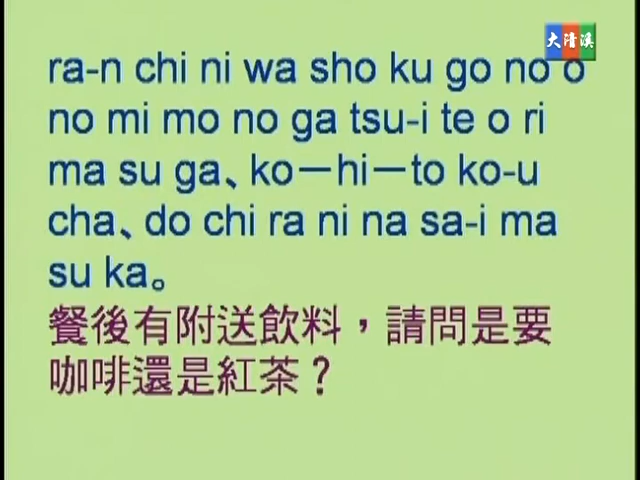 大清溪
ra-n chi ni wa sho ku go no o
no mi mo no ga tsu-i te o ri
ma su ga、ko－hi－to ko-u
cha、do chi ra ni na sa-i ma
su ka。
餐後有附送飲料，請問是要
咖啡還是紅茶？